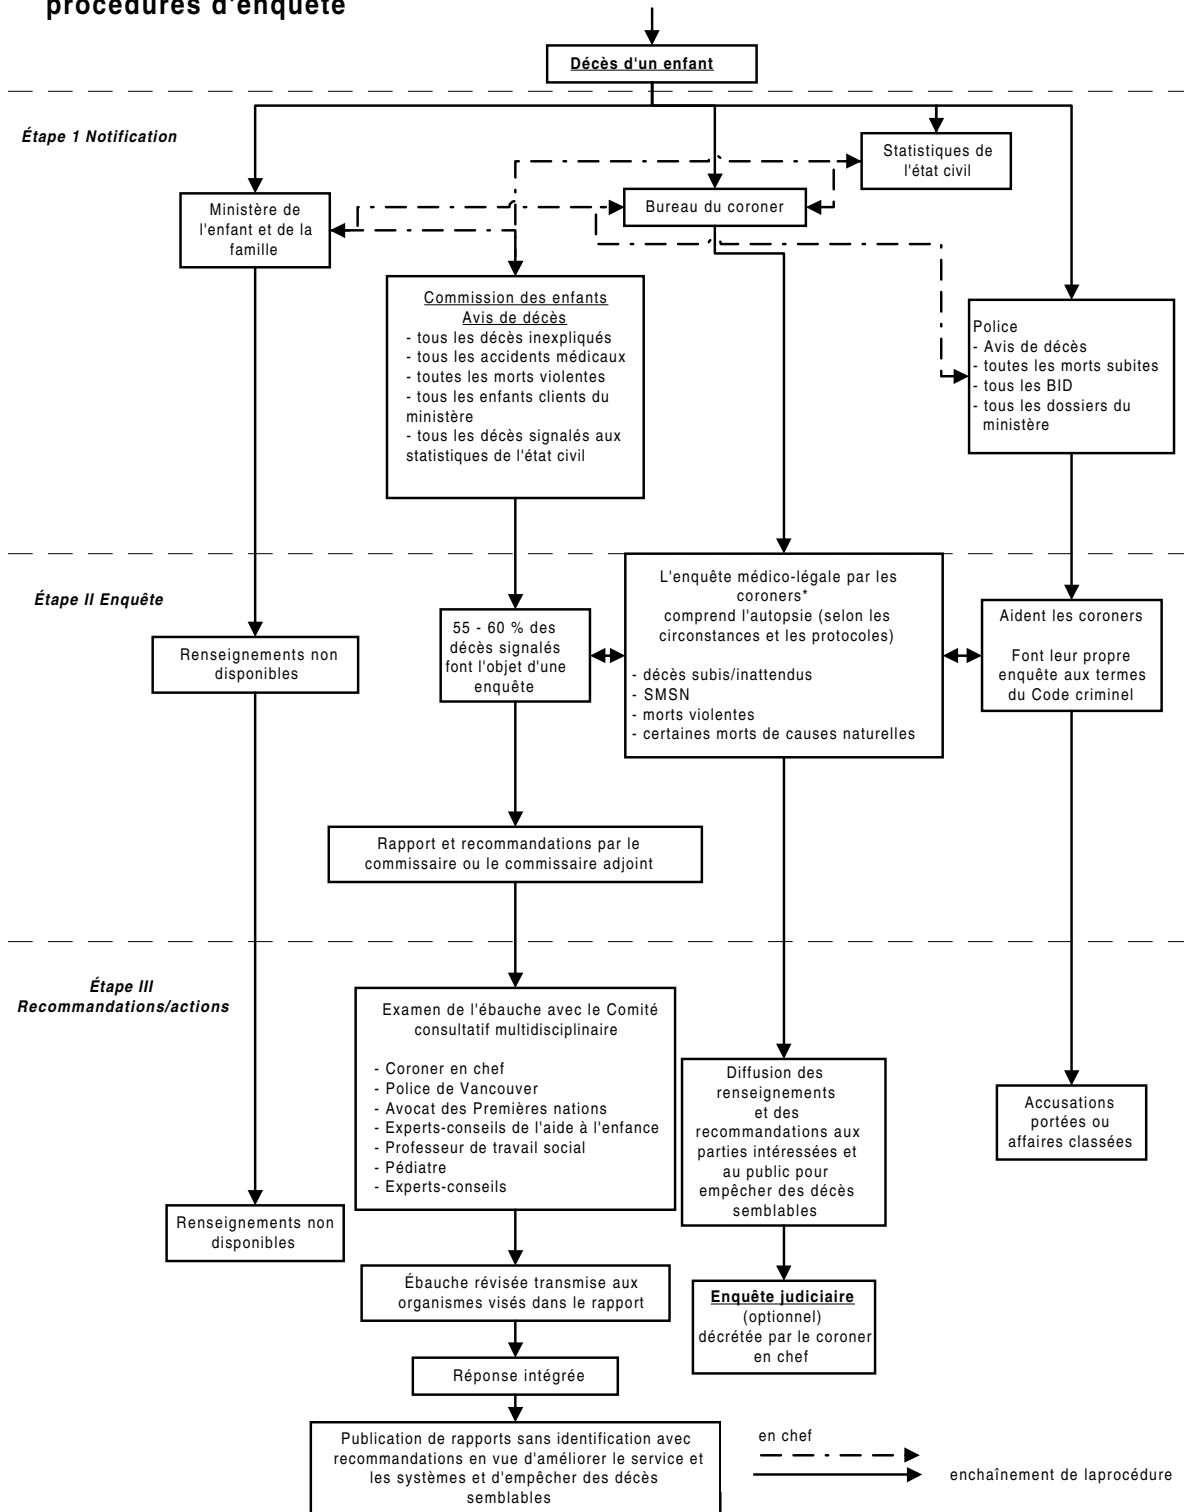 procédures d'enquête
Décès d'un enfant
Étape 1 Notification
Statistiques de
l'état civil
Ministère de
l'enfant et de la
famille
Bureau du coroner
Commission des enfants
Avis de décès
- tous les décès inexpliqués
- tous les accidents médicaux
- toutes les morts violentes
- tous les enfants clients du
ministère
- tous les décès signalés aux
statistiques de l'état civil
Police
- Avis de décès
- toutes les morts subites
- tous les BID
- tous les dossiers du
ministère
Étape II Enquête
Renseignements non
disponibles
55 - 60 % des
décès signalés
font l'objet d'une
enquête
L'enquête médico-légale par les
coroners*
comprend l'autopsie (selon les
circonstances et les protocoles)
- décès subis/inattendus
- SMSN
- morts violentes
- certaines morts de causes naturelles
Aident les coroners
Font leur propre
enquête aux termes
du Code criminel
Rapport et recommandations par le
commissaire ou le commissaire adjoint
Étape III
Recommandations/actions
Examen de l'ébauche avec le Comité
consultatif multidisciplinaire
- Coroner en chef
- Police de Vancouver
- Avocat des Premières nations
- Experts-conseils de l'aide à l'enfance
- Professeur de travail social
- Pédiatre
- Experts-conseils
Diffusion des
renseignements
et des
recommandations aux
parties intéressées et
au public pour
empêcher des décès
semblables
Accusations
portées ou
affaires classées
Renseignements non
disponibles
Ébauche révisée transmise aux
organismes visés dans le rapport
Enquête judiciaire
(optionnel)
décrétée par le coroner
en chef
Réponse intégrée
Publication de rapports sans identification avec
recommandations en vue d'améliorer le service et
les systèmes et d'empêcher des décès
semblables
en chef
enchaînement de laprocédure